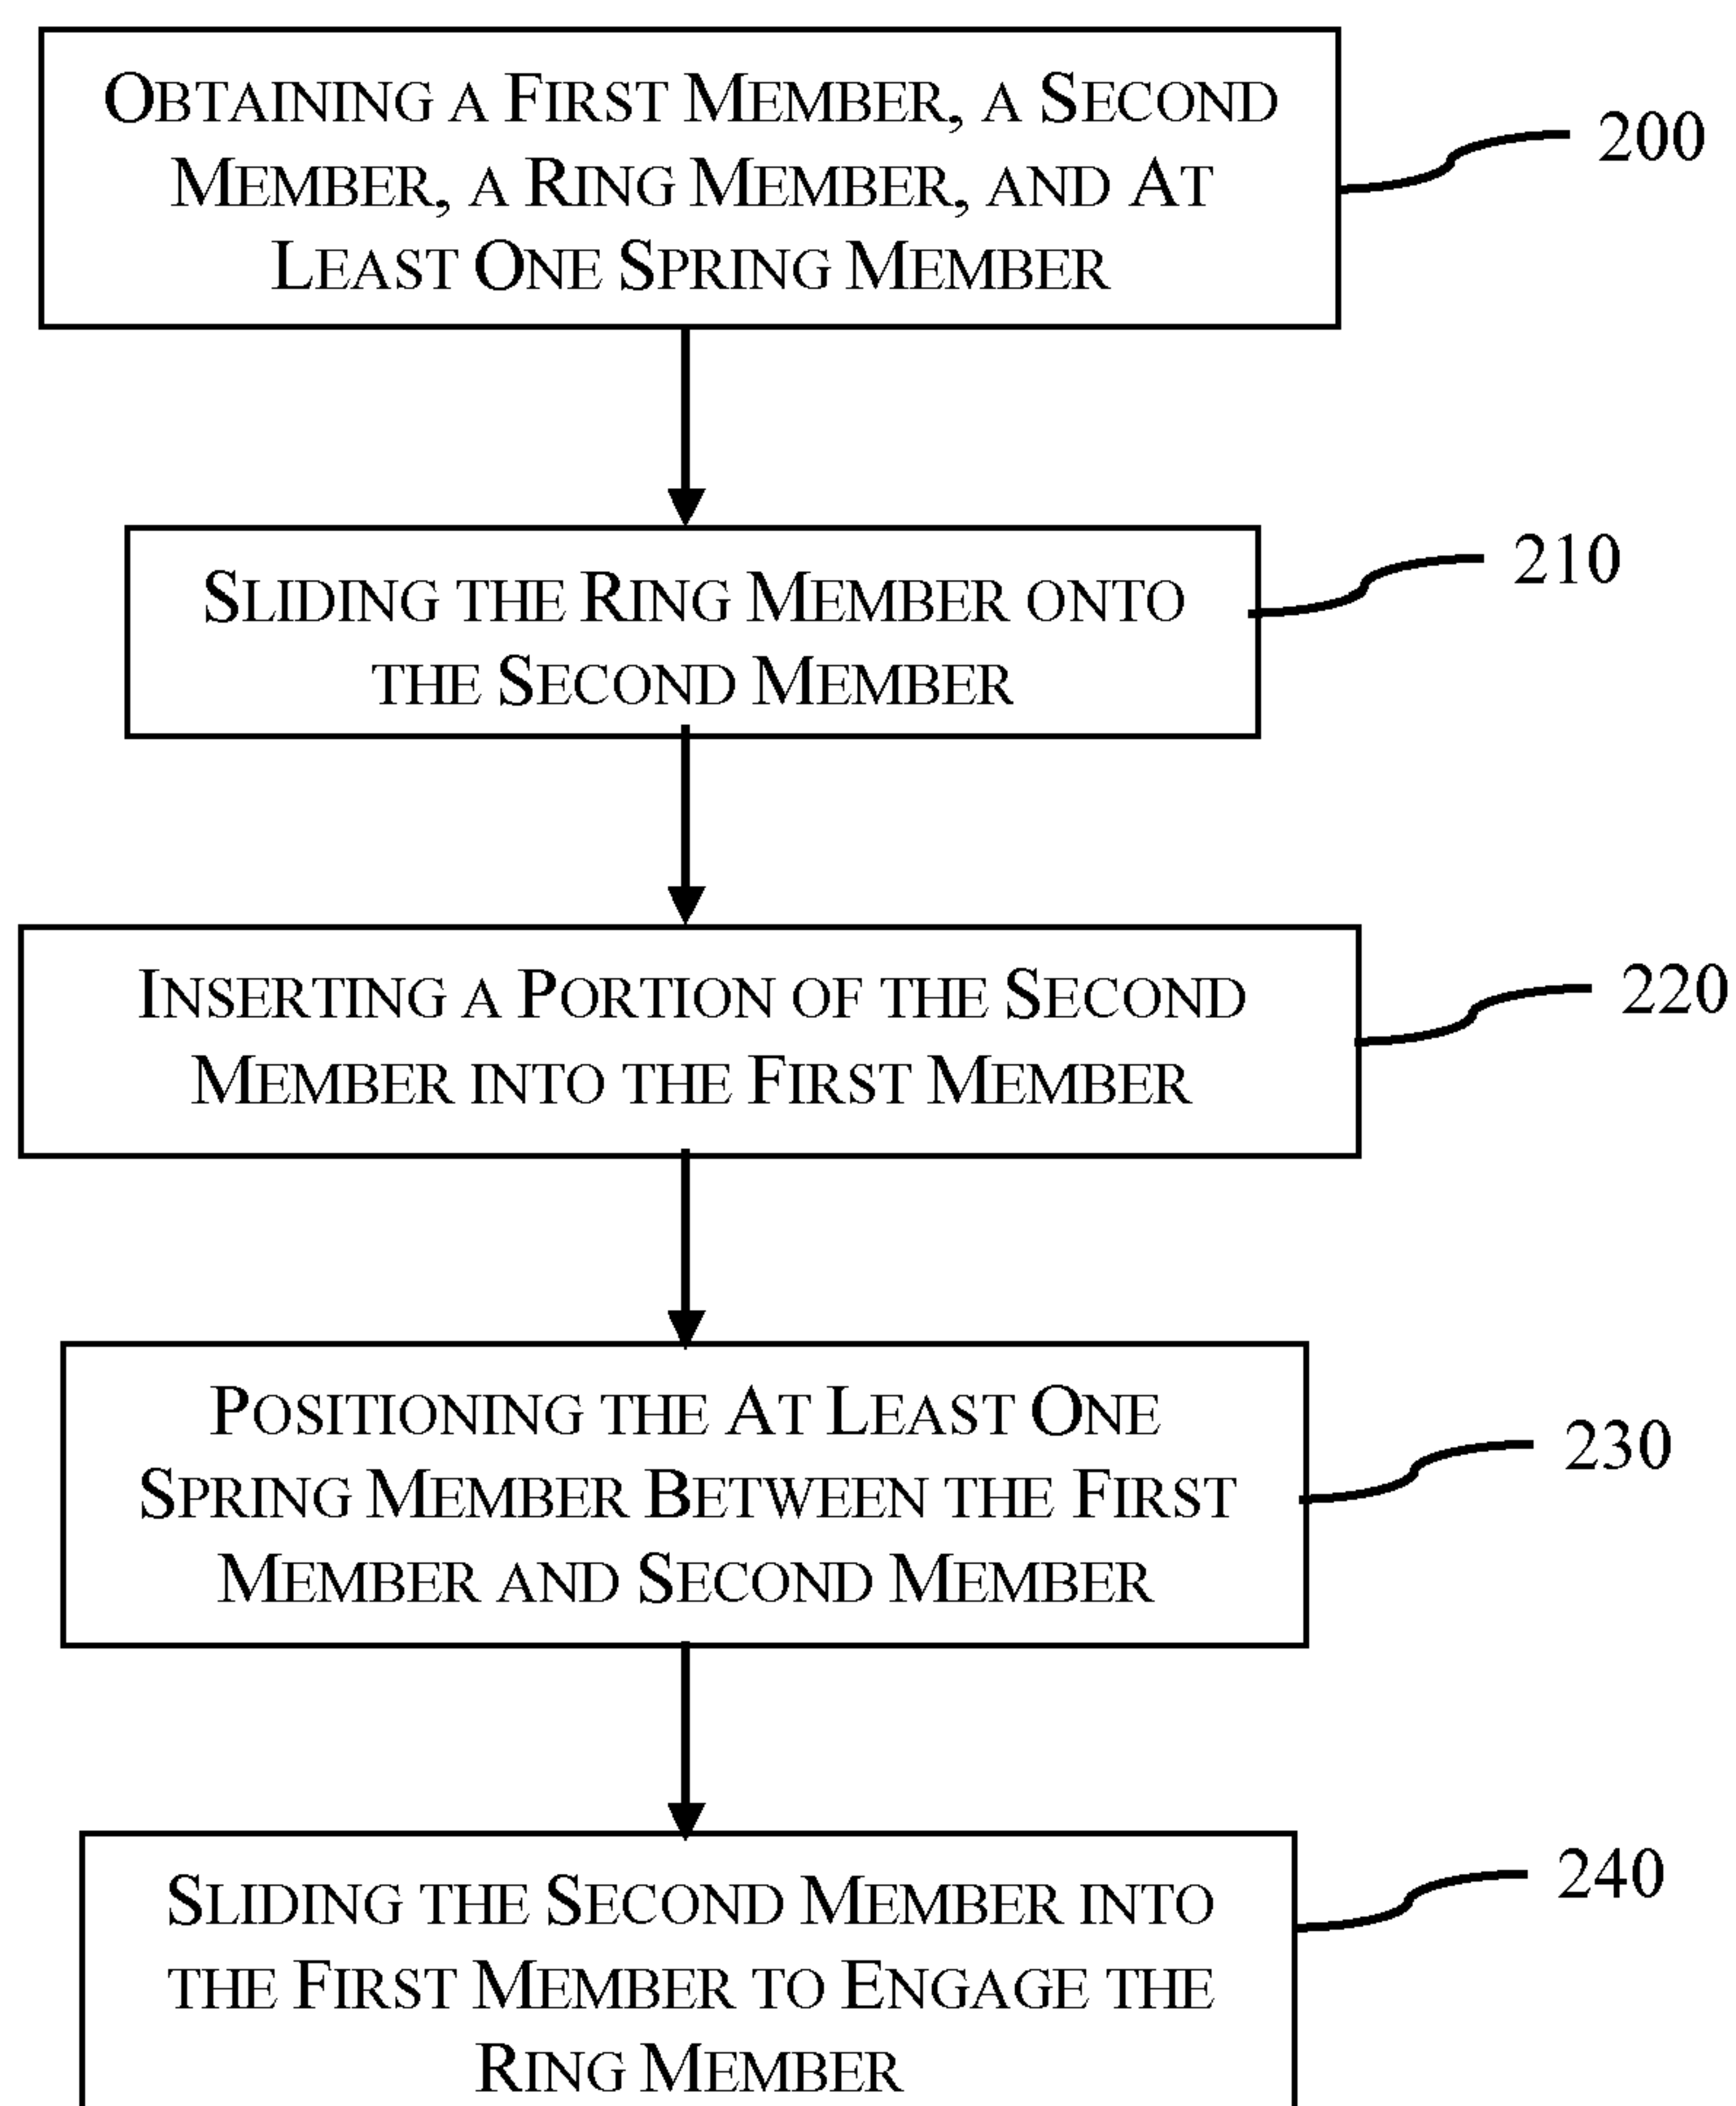 OBTAINING A FIRST MEMBER, A SECOND
MEMBER, A RING MEMBER, AND AT
LEAST ONE SPRING MEMBER
200
SLIDING THE RING MEMBER ONTO
THE SECOND MEMBER
210
INSERTING A PORTION OF THE SECOND
MEMBER INTO THE FIRST MEMBER
220
POSITIONING THE AT LEAST ONE
SPRING MEMBER BETWEEN THE FIRST
MEMBER AND SECOND MEMBER
230
SLIDING THE SECOND MEMBER INTO
THE FIRST MEMBER TO ENGAGE THE
RING MEMBER
240